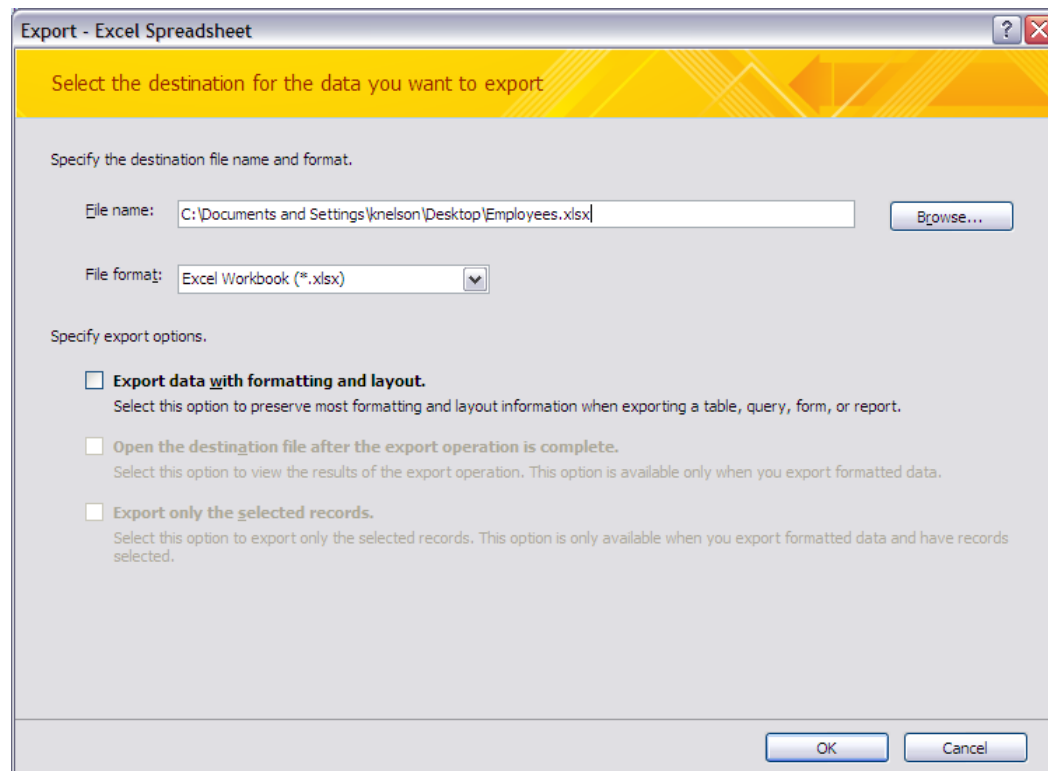 Export - Excel Spreadsheet
Select the destination for the data you want to export
Specify the destination file name and format.
File name: C:\Documents and Settings\knelson\Desktop\Employees.xlsx Browse...
File format: Excel Workbook (*.xlsx)
Specify export options.
Export data with formatting and layout.
Select this option to preserve most formatting and layout information when exporting a table, query, form, or report.
Open the destination file after the export operation is complete.
Select this option to view the results of the export operation. This option is available only when you export formatted data.
Export only the selected records.
Select this option to export only the selected records. This option is only available when you export formatted data and have records
selected.
OK Cancel